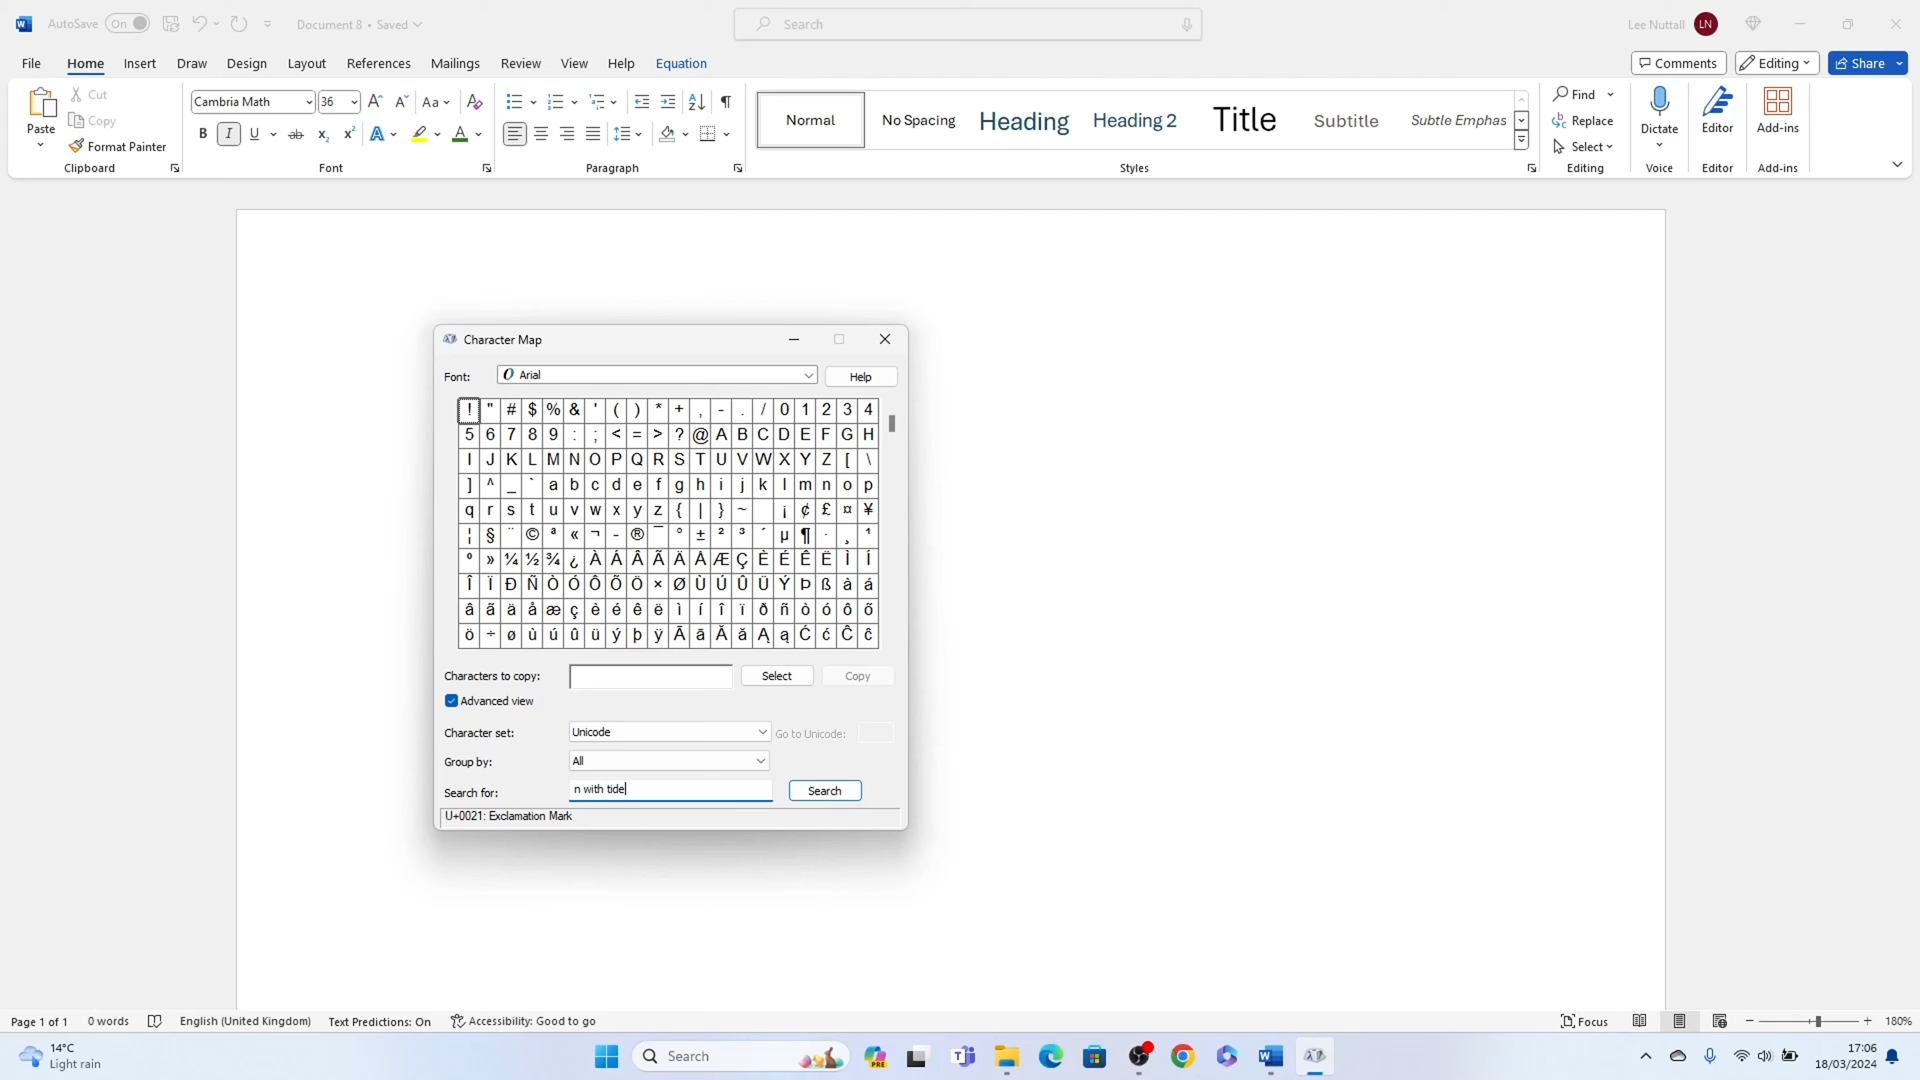 AutoSave On Document 8 • Saved Search Lee Nuttall LN
File Home Insert Draw Design Layout References Mailings Review View Help Equation Comments Editing Share
Paste Cut Copy Format Painter
Clipboard
Cambria Math 36 Aa
B I U ab x₂ x² A A
Font
Paragraph
Normal No Spacing Heading Heading 2 Title Subtitle Subtle Emphas
Styles
Find
Replace
Select
Editing
Dictate
Voice
Editor
Editor
Add-ins
Add-ins
Character Map
Font: O Arial Help
! " # $ % & ' ( ) * + , - . / 0 1 2 3 4
5 6 7 8 9 : ; < = > ? @ A B C D E F G H
I J K L M N O P Q R S T U V W X Y Z [ \
] ^ _ ` a b c d e f g h i j k l m n o p
q r s t u v w x y z { | } ~ ¡ ¢ £ ¤ ¥
¦ § ¨ © ª « ¬ - ® ¯ ° ± ² ³ ´ µ ¶ · ¸ ¹
º » ¼ ½ ¾ ¿ À Á Â Ã Ä Å Æ Ç È É Ê Ë Ì Í
Î Ï Ð Ñ Ò Ó Ô Õ Ö × Ø Ù Ú Û Ü Ý Þ ß à á
â ã ä å æ ç è é ê ë ì í î ï ð ñ ò ó ô õ
ö ÷ ø ù ú û ü ý þ ÿ Ā ā Ă ă Ą ą Ć ć Ĉ ĉ
Characters to copy: Select Copy
Advanced view
Character set: Unicode Go to Unicode:
Group by: All
Search for: n with tide Search
U+0021: Exclamation Mark
Page 1 of 1 0 words English (United Kingdom) Text Predictions: On Accessibility: Good to go Focus 180%
14°C
Light rain
Search
PRE
17:06
18/03/2024